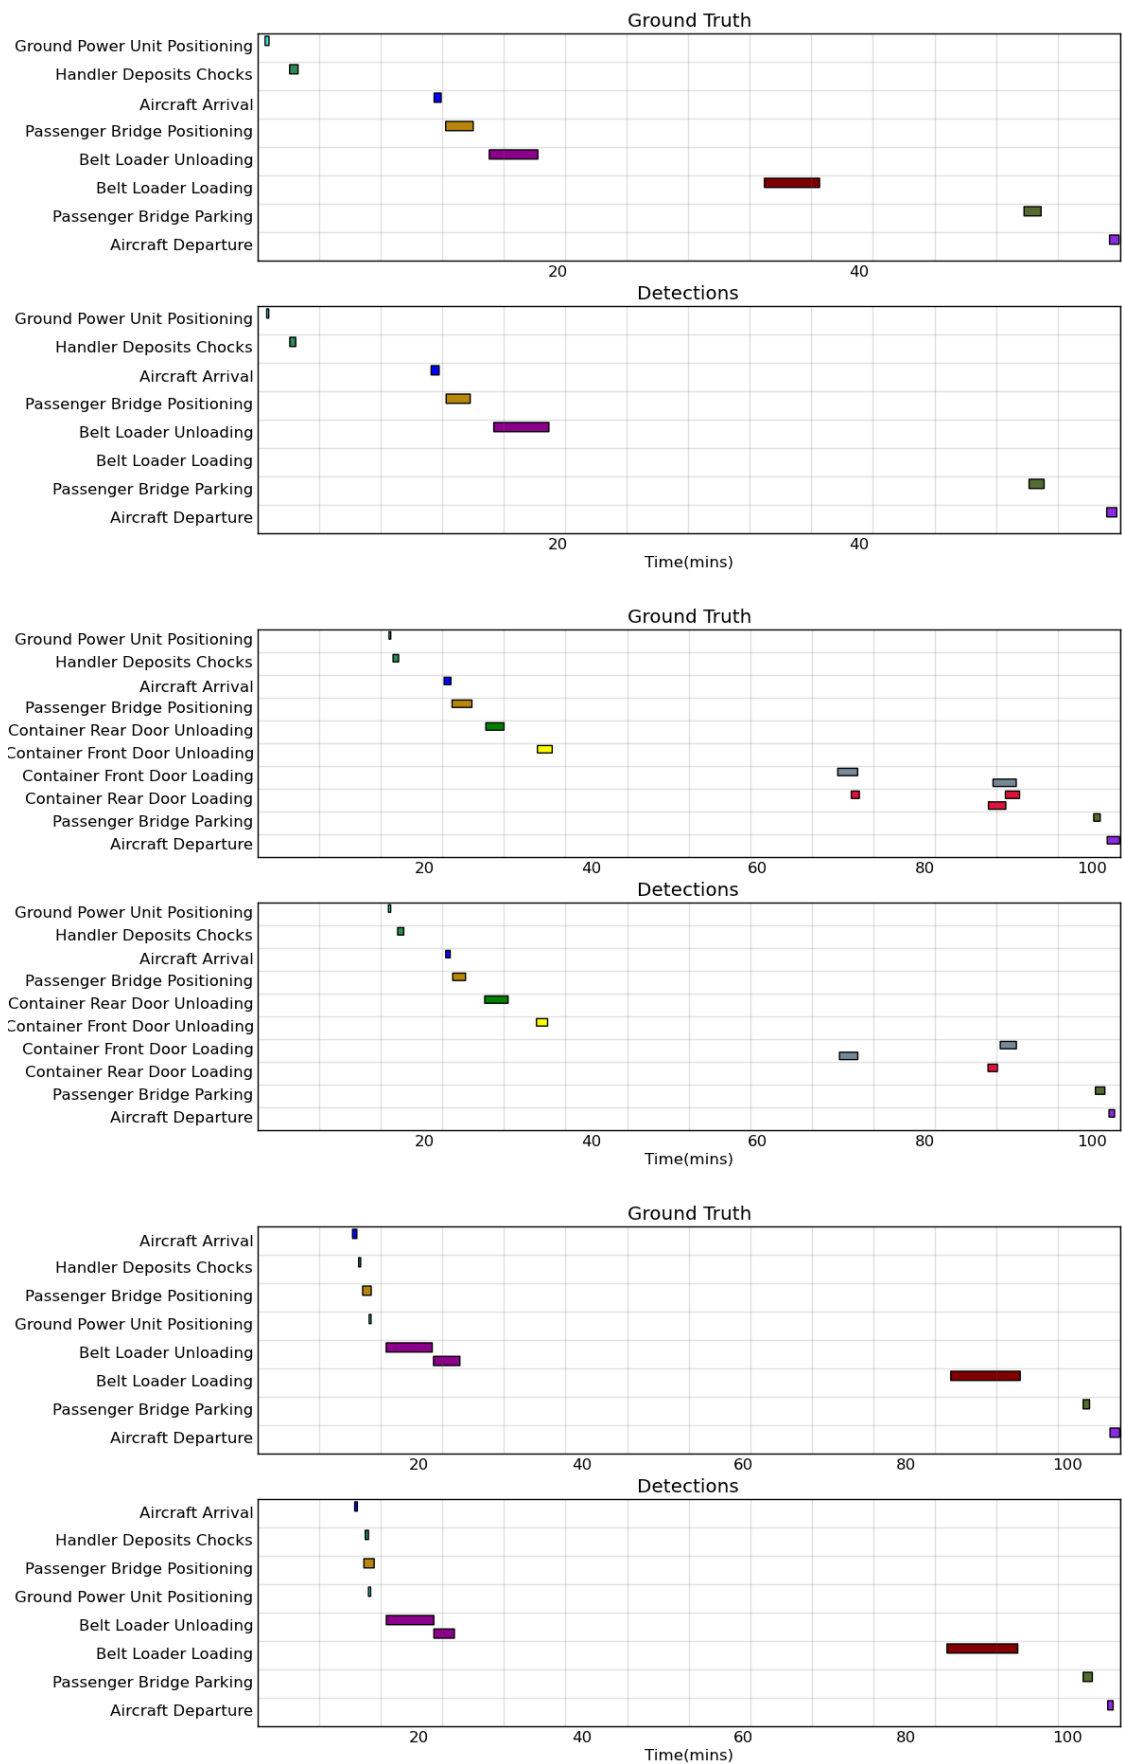 Ground Truth
Ground Power Unit Positioning
Handler Deposits Chocks
Aircraft Arrival
Passenger Bridge Positioning
Belt Loader Unloading
Belt Loader Loading
Passenger Bridge Parking
Aircraft Departure
20 40
Detections
Ground Power Unit Positioning
Handler Deposits Chocks
Aircraft Arrival
Passenger Bridge Positioning
Belt Loader Unloading
Belt Loader Loading
Passenger Bridge Parking
Aircraft Departure
20 40
Time(mins)
Ground Truth
Ground Power Unit Positioning
Handler Deposits Chocks
Aircraft Arrival
Passenger Bridge Positioning
Container Rear Door Unloading
Container Front Door Unloading
Container Front Door Loading
Container Rear Door Loading
Passenger Bridge Parking
Aircraft Departure
20 40 60 80 100
Detections
Ground Power Unit Positioning
Handler Deposits Chocks
Aircraft Arrival
Passenger Bridge Positioning
Container Rear Door Unloading
Container Front Door Unloading
Container Front Door Loading
Container Rear Door Loading
Passenger Bridge Parking
Aircraft Departure
20 40 60 80 100
Time(mins)
Ground Truth
Aircraft Arrival
Handler Deposits Chocks
Passenger Bridge Positioning
Ground Power Unit Positioning
Belt Loader Unloading
Belt Loader Loading
Passenger Bridge Parking
Aircraft Departure
20 40 60 80 100
Detections
Aircraft Arrival
Handler Deposits Chocks
Passenger Bridge Positioning
Ground Power Unit Positioning
Belt Loader Unloading
Belt Loader Loading
Passenger Bridge Parking
Aircraft Departure
20 40 60 80 100
Time(mins)